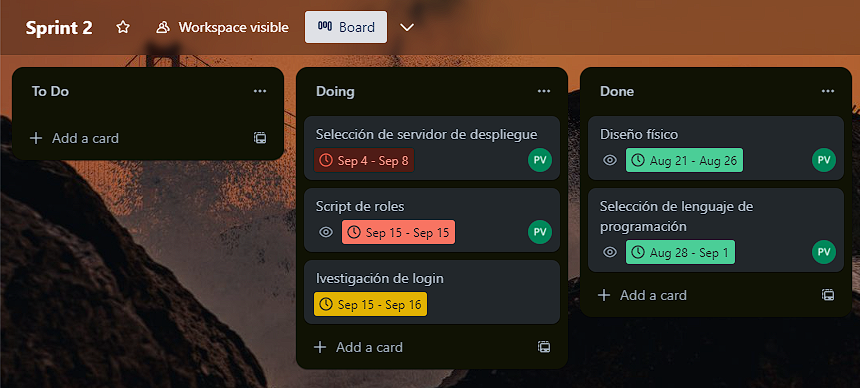 Sprint 2
Workspace visible
Board
To Do
Add a card
Doing
Selección de servidor de despliegue
Sep 4 - Sep 8
PV
Script de roles
Sep 15 - Sep 15
PV
Ivestigación de login
Sep 15 - Sep 16
Add a card
Done
Diseño físico
Aug 21 - Aug 26
PV
Selección de lenguaje de
programación
Aug 28 - Sep 1
PV
Add a card